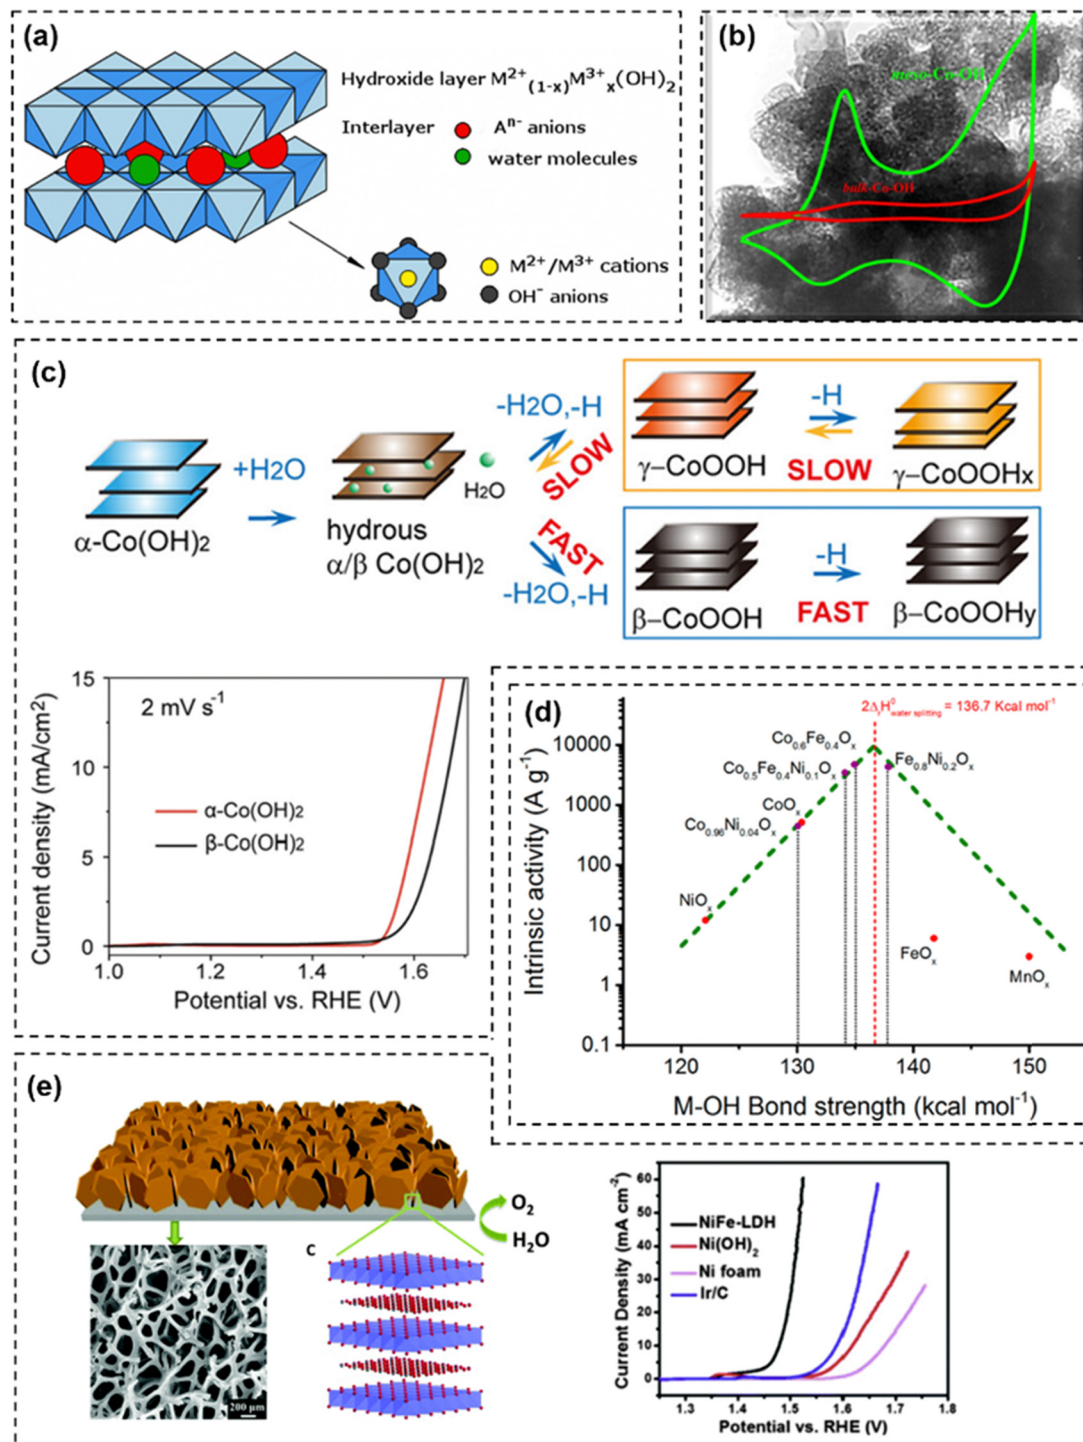 (a)
Hydroxide layer M²⁺₍₁₋ₓ₎M³⁺ₓ(OH)₂
Interlayer
Aⁿ⁻ anions
water molecules
M²⁺/M³⁺ cations
OH⁻ anions
(b)
meso-Co-OH
bulk-Co-OH
(c)
α-Co(OH)2
+H2O
hydrous
α/β Co(OH)2
H2O
-H2O,-H
SLOW
FAST
-H2O,-H
γ-CoOOH
-H
SLOW
γ-CoOOHx
β-CoOOH
-H
FAST
β-CoOOHy
Current density (mA/cm2)
15
10
5
0
2 mV s⁻¹
α-Co(OH)2
β-Co(OH)2
1.0
1.2
1.4
1.6
Potential vs. RHE (V)
(d)
2ΔfH⁰water splitting = 136.7 Kcal mol⁻¹
Intrinsic activity (A g⁻¹)
10000
1000
100
10
1
0.1
Co0.6Fe0.4Oₓ
Co0.5Fe0.4Ni0.1Oₓ
Fe0.8Ni0.2Oₓ
CoOₓ
Co0.96Ni0.04Oₓ
NiOₓ
FeOₓ
MnOₓ
120
130
140
150
M-OH Bond strength (kcal mol⁻¹)
(e)
O₂
H₂O
C
200 μm
Current Density (mA cm⁻²)
60
50
40
30
20
10
0
NiFe-LDH
Ni(OH)₂
Ni foam
Ir/C
1.3
1.4
1.5
1.6
1.7
1.8
Potential vs. RHE (V)